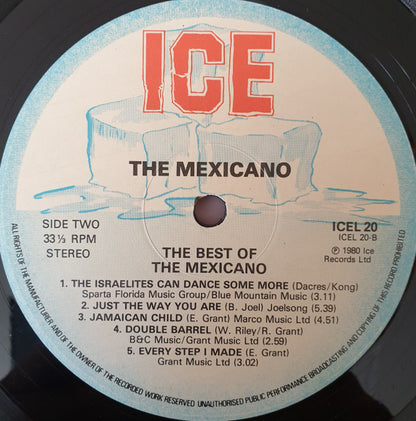 ICE
THE MEXICANO
SIDE TWO
33⅓ RPM
STEREO
ICEL 20
ICEL 20-B
℗ 1980 Ice
Records Ltd
THE BEST OF
THE MEXICANO
1. THE ISRAELITES CAN DANCE SOME MORE (Dacres/Kong)
Sparta Florida Music Group/Blue Mountain Music (3.11)
2. JUST THE WAY YOU ARE (B. Joel) Joelsong (5.39)
3. JAMAICAN CHILD (E. Grant) Marco Music Ltd (4.51)
4. DOUBLE BARREL (W. Riley/R. Grant)
B&C Music/Grant Music Ltd (2.59)
5. EVERY STEP I MADE (E. Grant)
Grant Music Ltd (3.02)
ALL RIGHTS OF THE MANUFACTURER AND OF THE OWNER OF THE RECORDED WORK RESERVED UNAUTHORISED PUBLIC PERFORMANCE BROADCASTING AND COPYING OF THIS RECORD PROHIBITED